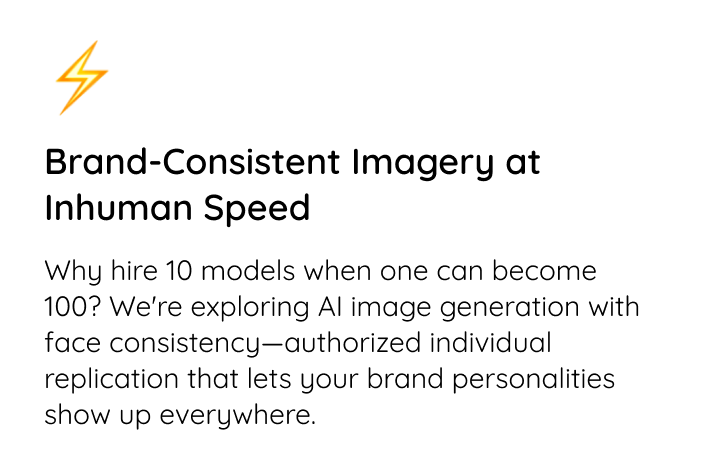 Brand-Consistent Imagery at
Inhuman Speed
Why hire 10 models when one can become
100? We're exploring AI image generation with
face consistency—authorized individual
replication that lets your brand personalities
show up everywhere.